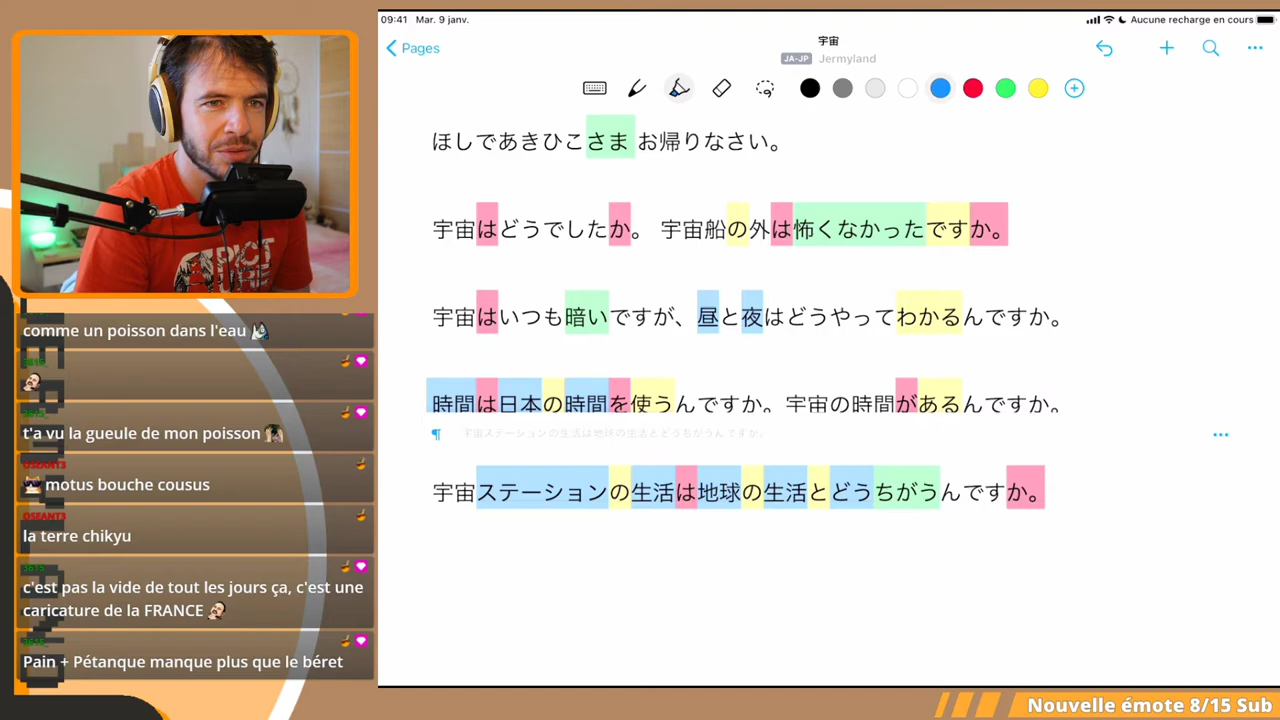 09:41 Mar. 9 janv.
Aucune recharge en cours
Pages
宇宙
JA-JP Jermyland
ほしであきひこさまお帰りなさい。
宇宙はどうでしたか。 宇宙船の外は怖くなかったですか。
宇宙はいつも暗いですが、昼と夜はどうやってわかるんですか。
時間は日本の時間を使うんですか。宇宙の時間があるんですか。
宇宙ステーションの生活は地球の生活とどうちがうんですか。
宇宙ステーションの生活は地球の生活とどうちがうんですか。
comme un poisson dans l'eau
3615_
3615_
t'a vu la gueule de mon poisson
OSEANT3
motus bouche cousus
OSEANT3
la terre chikyu
3615_
c'est pas la vide de tout les jours ça, c'est une
caricature de la FRANCE
3615_
Pain + Pétanque manque plus que le béret
Nouvelle émote 8/15 Sub